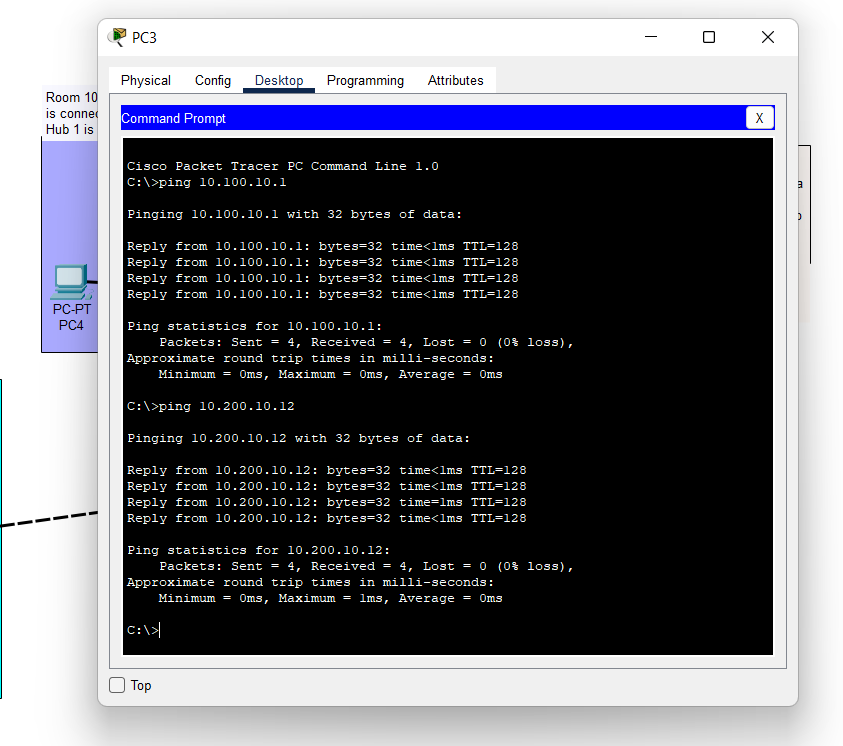 PC3
Physical Config Desktop Programming Attributes
Room 10
is connec
Hub 1 is
Command Prompt
X
Cisco Packet Tracer PC Command Line 1.0
C:\>ping 10.100.10.1
Pinging 10.100.10.1 with 32 bytes of data:
Reply from 10.100.10.1: bytes=32 time<1ms TTL=128
Reply from 10.100.10.1: bytes=32 time<1ms TTL=128
Reply from 10.100.10.1: bytes=32 time<1ms TTL=128
Reply from 10.100.10.1: bytes=32 time<1ms TTL=128
Ping statistics for 10.100.10.1:
Packets: Sent = 4, Received = 4, Lost = 0 (0% loss),
Approximate round trip times in milli-seconds:
Minimum = 0ms, Maximum = 0ms, Average = 0ms
C:\>ping 10.200.10.12
Pinging 10.200.10.12 with 32 bytes of data:
Reply from 10.200.10.12: bytes=32 time<1ms TTL=128
Reply from 10.200.10.12: bytes=32 time<1ms TTL=128
Reply from 10.200.10.12: bytes=32 time=1ms TTL=128
Reply from 10.200.10.12: bytes=32 time<1ms TTL=128
Ping statistics for 10.200.10.12:
Packets: Sent = 4, Received = 4, Lost = 0 (0% loss),
Approximate round trip times in milli-seconds:
Minimum = 0ms, Maximum = 1ms, Average = 0ms
C:\>
PC-PT
PC4
Top